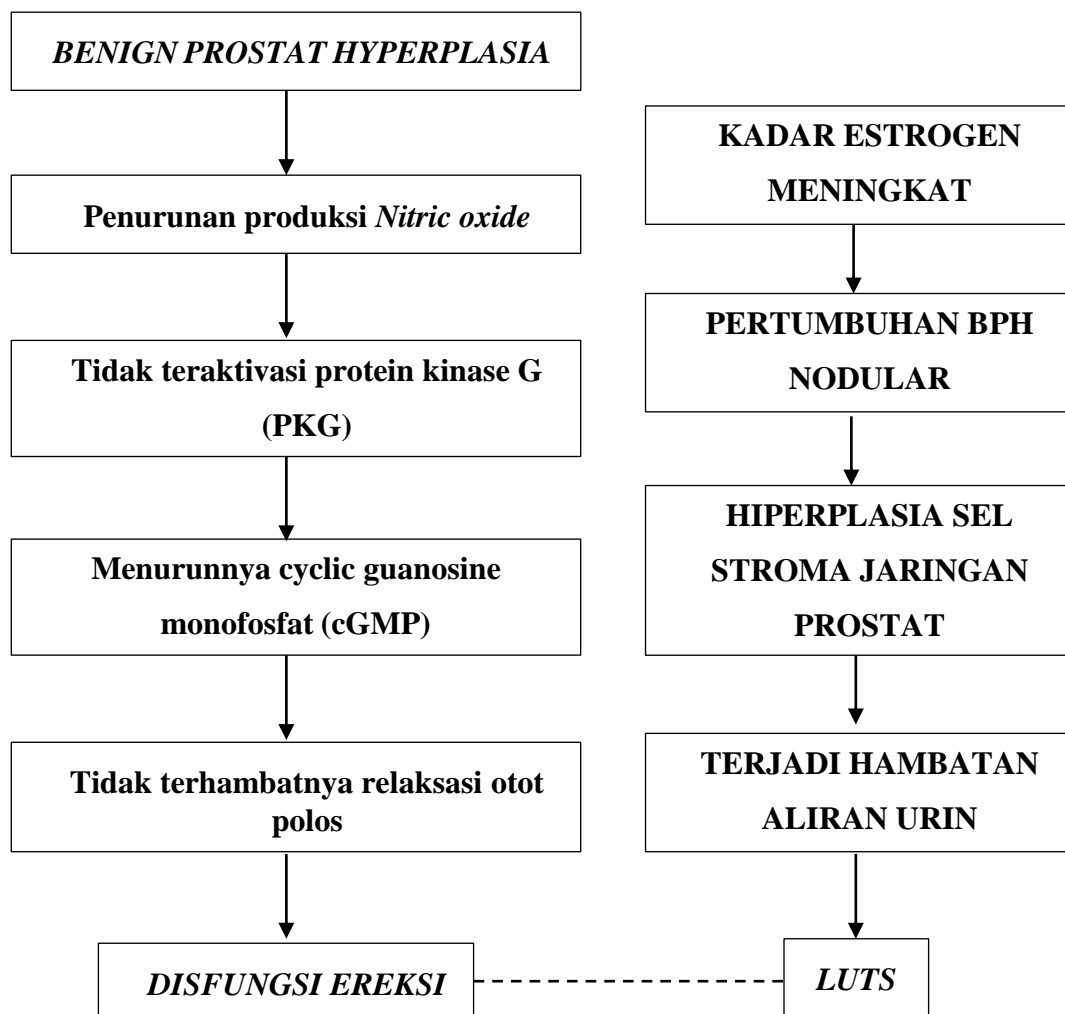 BENIGN PROSTAT HYPERPLASIA
Penurunan produksi Nitric oxide
Tidak teraktivasi protein kinase G
(PKG)
Menurunnya cyclic guanosine
monofosfat (cGMP)
Tidak terhambatnya relaksasi otot
polos
DISFUNGSI EREKSI
KADAR ESTROGEN
MENINGKAT
PERTUMBUHAN BPH
NODULAR
HIPERPLASIA SEL
STROMA JARINGAN
PROSTAT
TERJADI HAMBATAN
ALIRAN URIN
LUTS